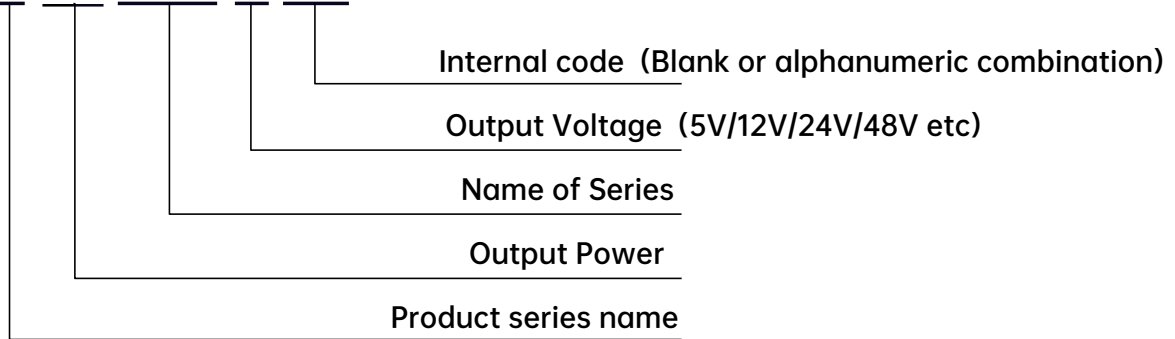 Internal code (Blank or alphanumeric combination)
Output Voltage (5V/12V/24V/48V etc)
Name of Series
Output Power
Product series name